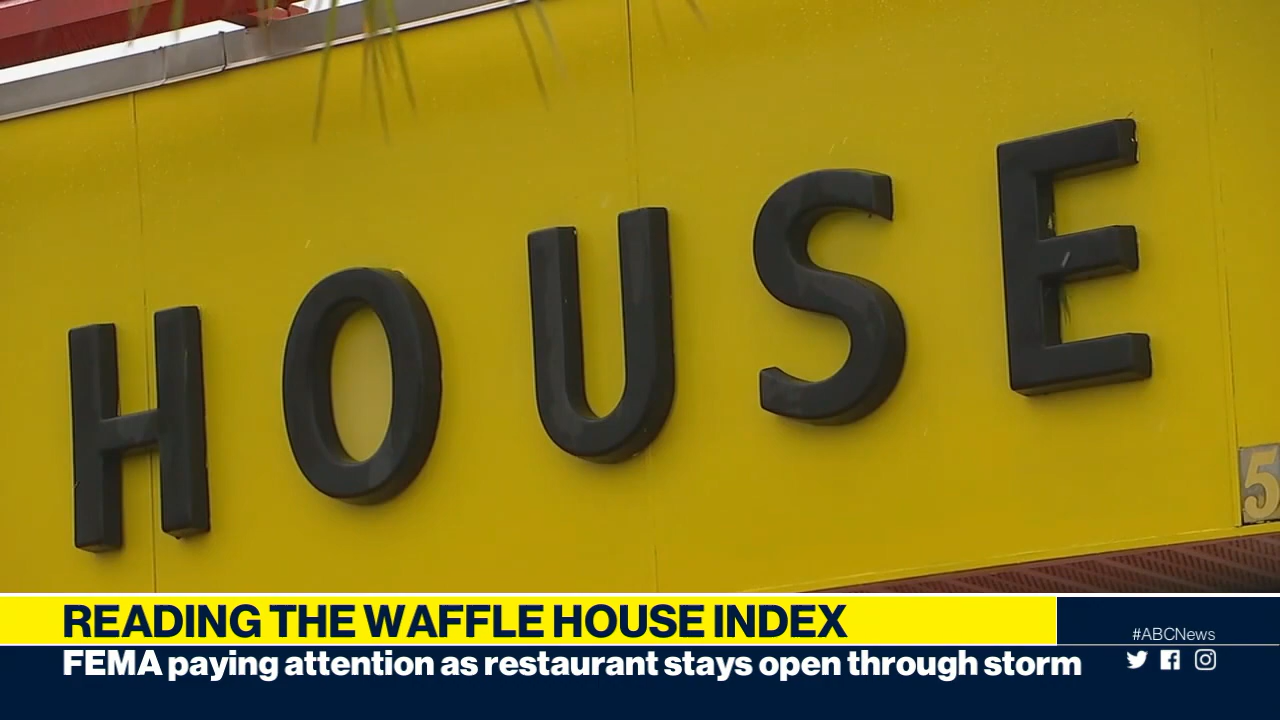 HOUSE
5
READING THE WAFFLE HOUSE INDEX
#ABCNews
FEMA paying attention as restaurant stays open through storm